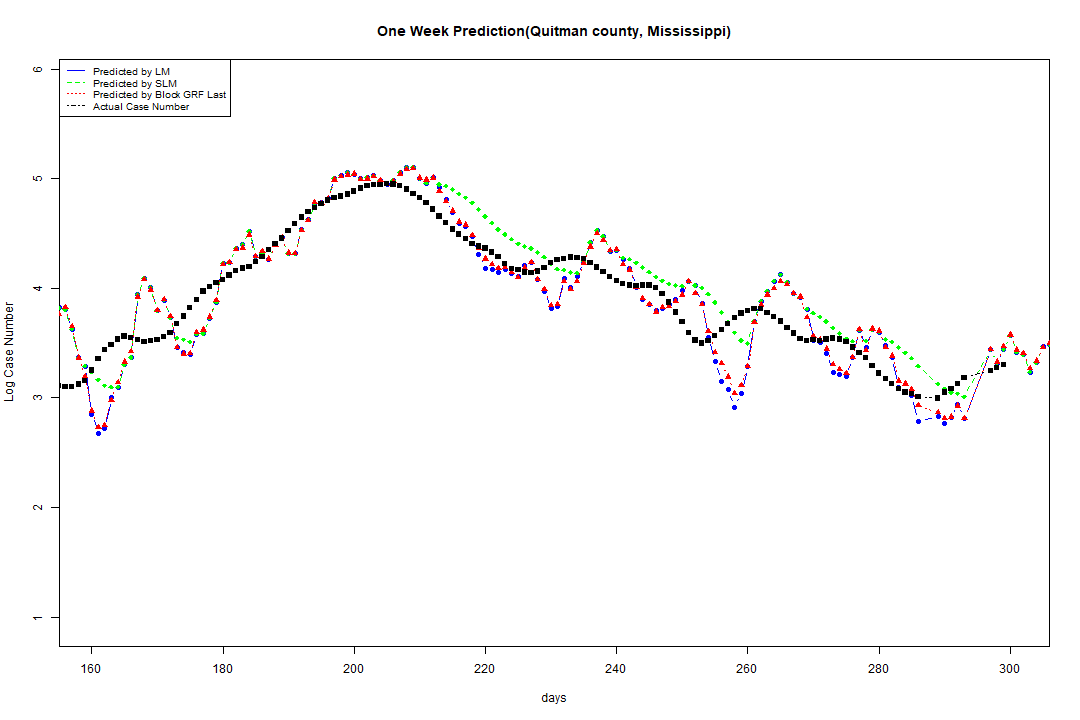 One Week Prediction(Quitman county, Mississippi)
Predicted by LM
Predicted by SLM
Predicted by Block GRF Last
Actual Case Number
6
5
4
3
2
1
Log Case Number
160 180 200 220 240 260 280 300
days